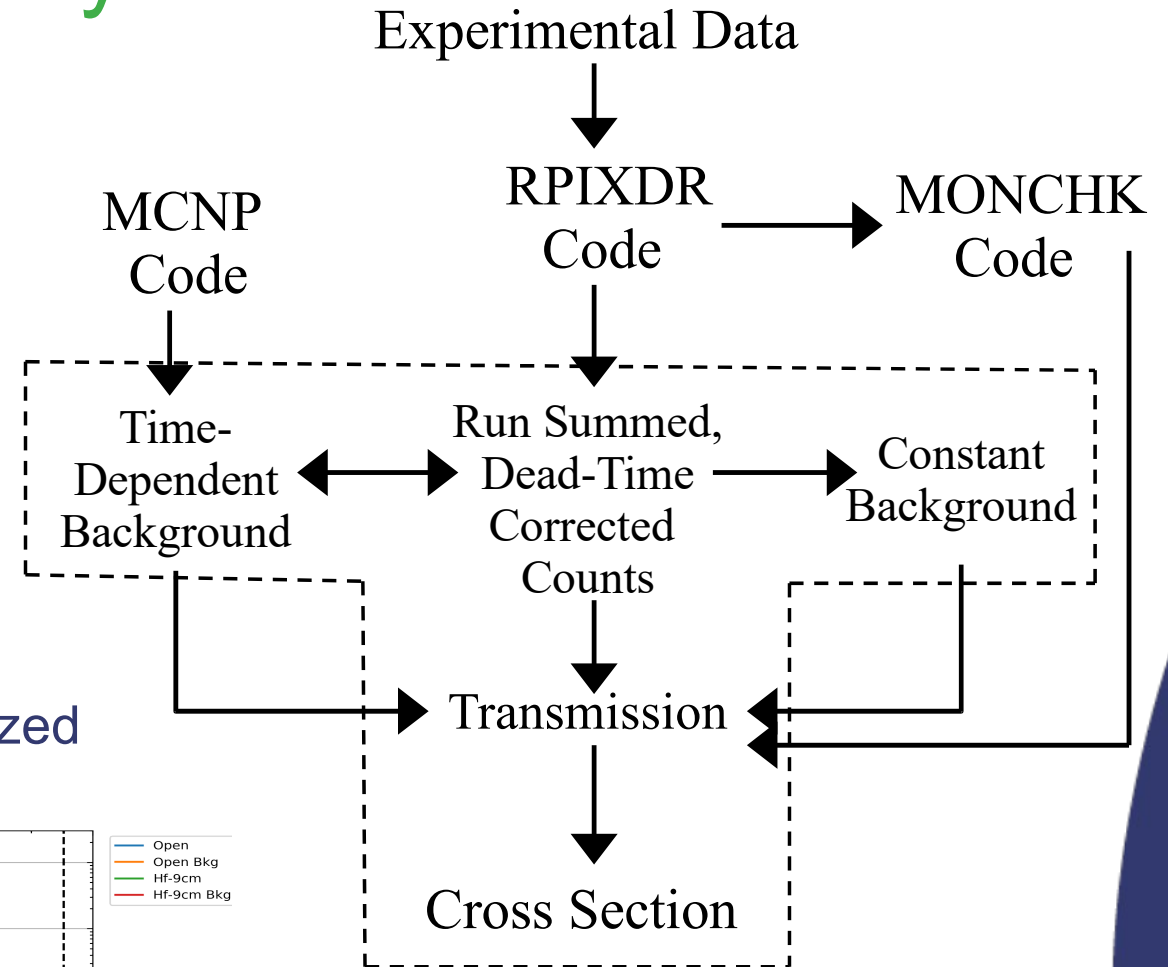 y
Experimental Data
RPIXDR
Code
MONCHK
Code
MCNP
Code
Time-
Dependent
Background
Run Summed,
Dead-Time
Corrected
Counts
Constant
Background
zed
Transmission
Open
Open Bkg
Hf-9cm
Hf-9cm Bkg
Cross Section